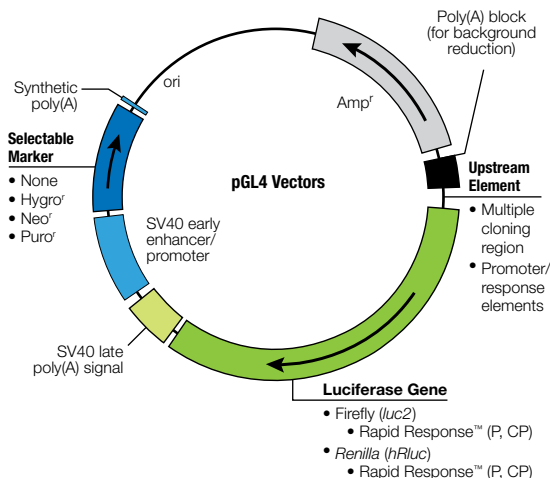 Poly(A) block
(for background
reduction)
Synthetic
poly(A)
ori
Ampʳ
Selectable
Marker
• None
• Hygroʳ
• Neoʳ
• Puroʳ
pGL4 Vectors
Upstream
Element
• Multiple
cloning
region
• Promoter/
response
elements
SV40 early
enhancer/
promoter
SV40 late
poly(A) signal
Luciferase Gene
• Firefly (luc2)
• Rapid Response™ (P, CP)
• Renilla (hRluc)
• Rapid Response™ (P, CP)